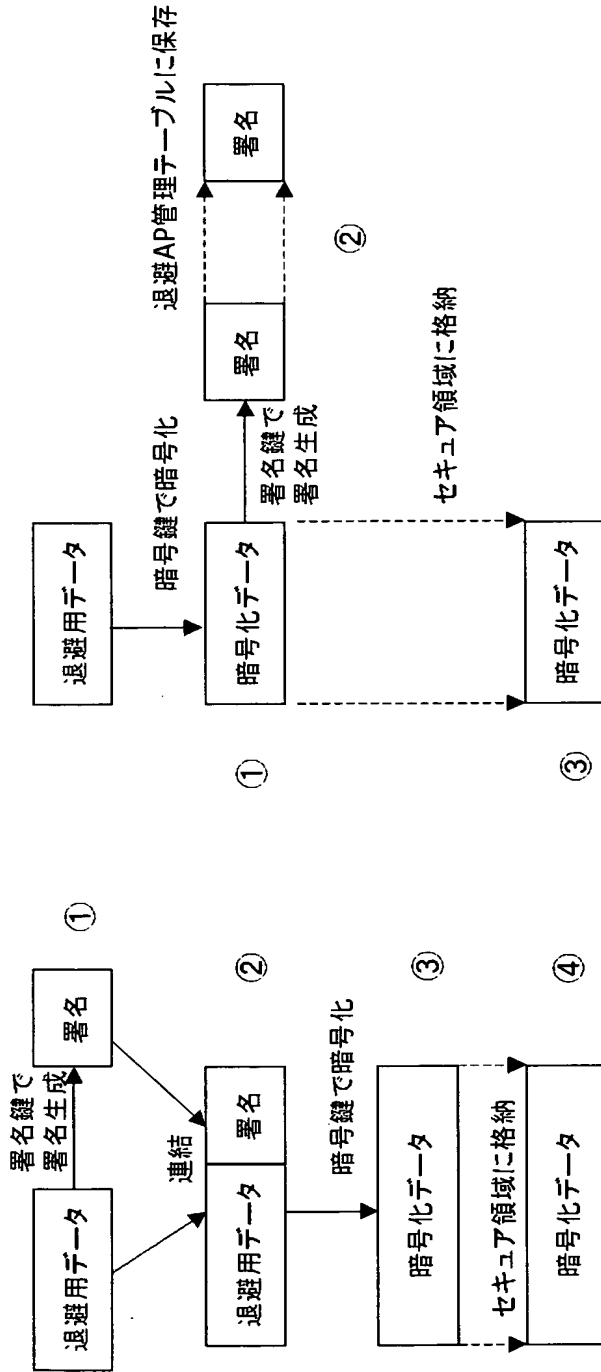 署名鍵で
署名生成
退避用データ
署名
①
連結
退避用データ
署名
②
暗号鍵で暗号化
暗号化データ
③
セキュア領域に格納
暗号化データ
④
退避用データ
暗号鍵で暗号化
①
暗号化データ
署名鍵で
署名生成
署名
退避AP管理テーブルに保存
署名
②
セキュア領域に格納
③
暗号化データ